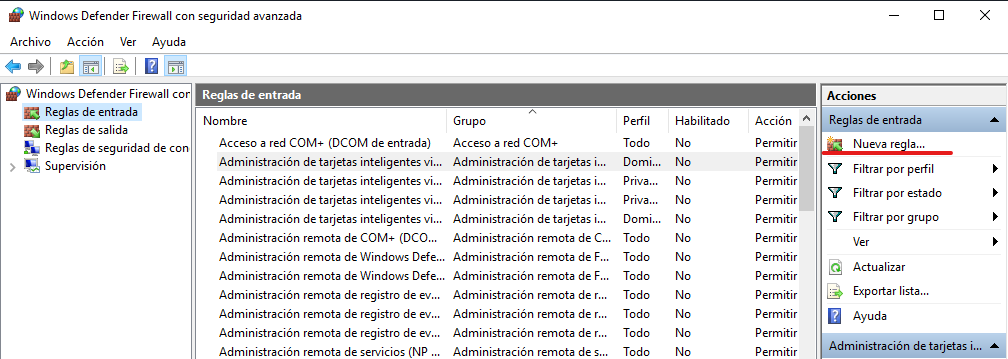 Windows Defender Firewall con seguridad avanzada
Archivo Acción Ver Ayuda
Windows Defender Firewall con
Reglas de entrada
Reglas de salida
Reglas de seguridad de con
Supervisión
Reglas de entrada
Nombre Grupo Perfil Habilitado Acción
Acceso a red COM+ (DCOM de entrada) Acceso a red COM+ Todo No Permitir
Administración de tarjetas inteligentes vi... Administración de tarjetas i... Domi... No Permitir
Administración de tarjetas inteligentes vi... Administración de tarjetas i... Priva... No Permitir
Administración de tarjetas inteligentes vi... Administración de tarjetas i... Priva... No Permitir
Administración de tarjetas inteligentes vi... Administración de tarjetas i... Domi... No Permitir
Administración remota de COM+ (DCO... Administración remota de C... Todo No Permitir
Administración remota de Windows Defe... Administración remota de F... Todo No Permitir
Administración remota de Windows Defe... Administración remota de F... Todo No Permitir
Administración remota de registro de ev... Administración remota de r... Todo No Permitir
Administración remota de registro de ev... Administración remota de r... Todo No Permitir
Administración remota de registro de ev... Administración remota de r... Todo No Permitir
Administración remota de servicios (NP Administración remota de s... Todo No Permitir
Acciones
Reglas de entrada
Nueva regla...
Filtrar por perfil
Filtrar por estado
Filtrar por grupo
Ver
Actualizar
Exportar lista...
Ayuda
Administración de tarjetas i...